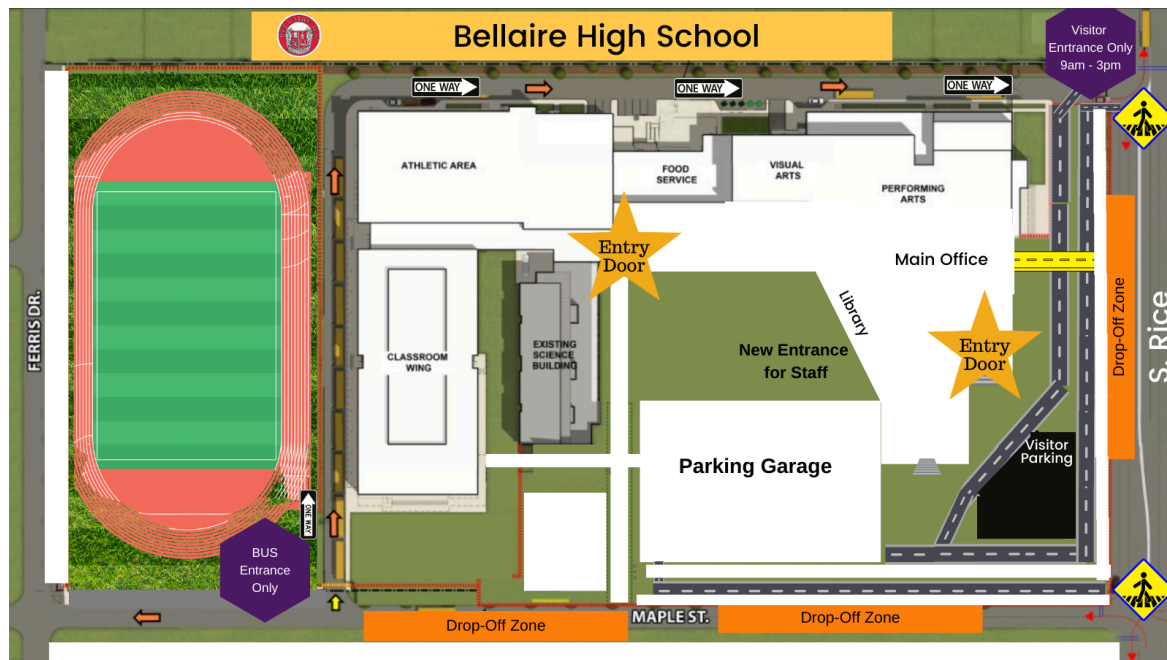 Bellaire High School
Visitor
Enrtrance Only
9am - 3pm
ONE WAY
ONE WAY
ONE WAY
ATHLETIC AREA
FOOD
SERVICE
VISUAL
ARTS
PERFORMING
ARTS
Entry
Door
Main Office
Library
Drop-Off Zone
S. Rice
FERRIS DR.
CLASSROOM
WING
EXISTING
SCIENCE
BUILDING
New Entrance
for Staff
Entry
Door
Visitor
Parking
Parking Garage
ONE WAY
BUS
Entrance
Only
Drop-Off Zone
MAPLE ST.
Drop-Off Zone